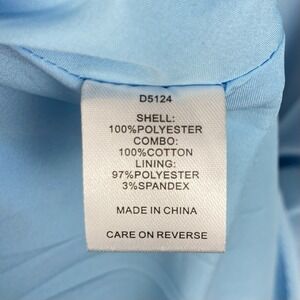 D5124
SHELL:
100%POLYESTER
COMBO:
100%COTTON
LINING:
97%POLYESTER
3%SPANDEX
MADE IN CHINA
CARE ON REVERSE